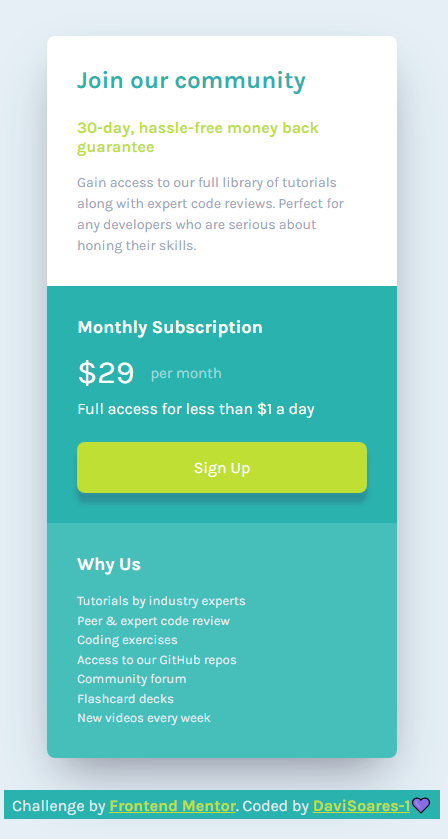 Join our community
30-day, hassle-free money back
guarantee
Gain access to our full library of tutorials
along with expert code reviews. Perfect for
any developers who are serious about
honing their skills.
Monthly Subscription
$29 per month
Full access for less than $1 a day
Sign Up
Why Us
Tutorials by industry experts
Peer & expert code review
Coding exercises
Access to our GitHub repos
Community forum
Flashcard decks
New videos every week
Challenge by Frontend Mentor. Coded by DaviSoares-1💜